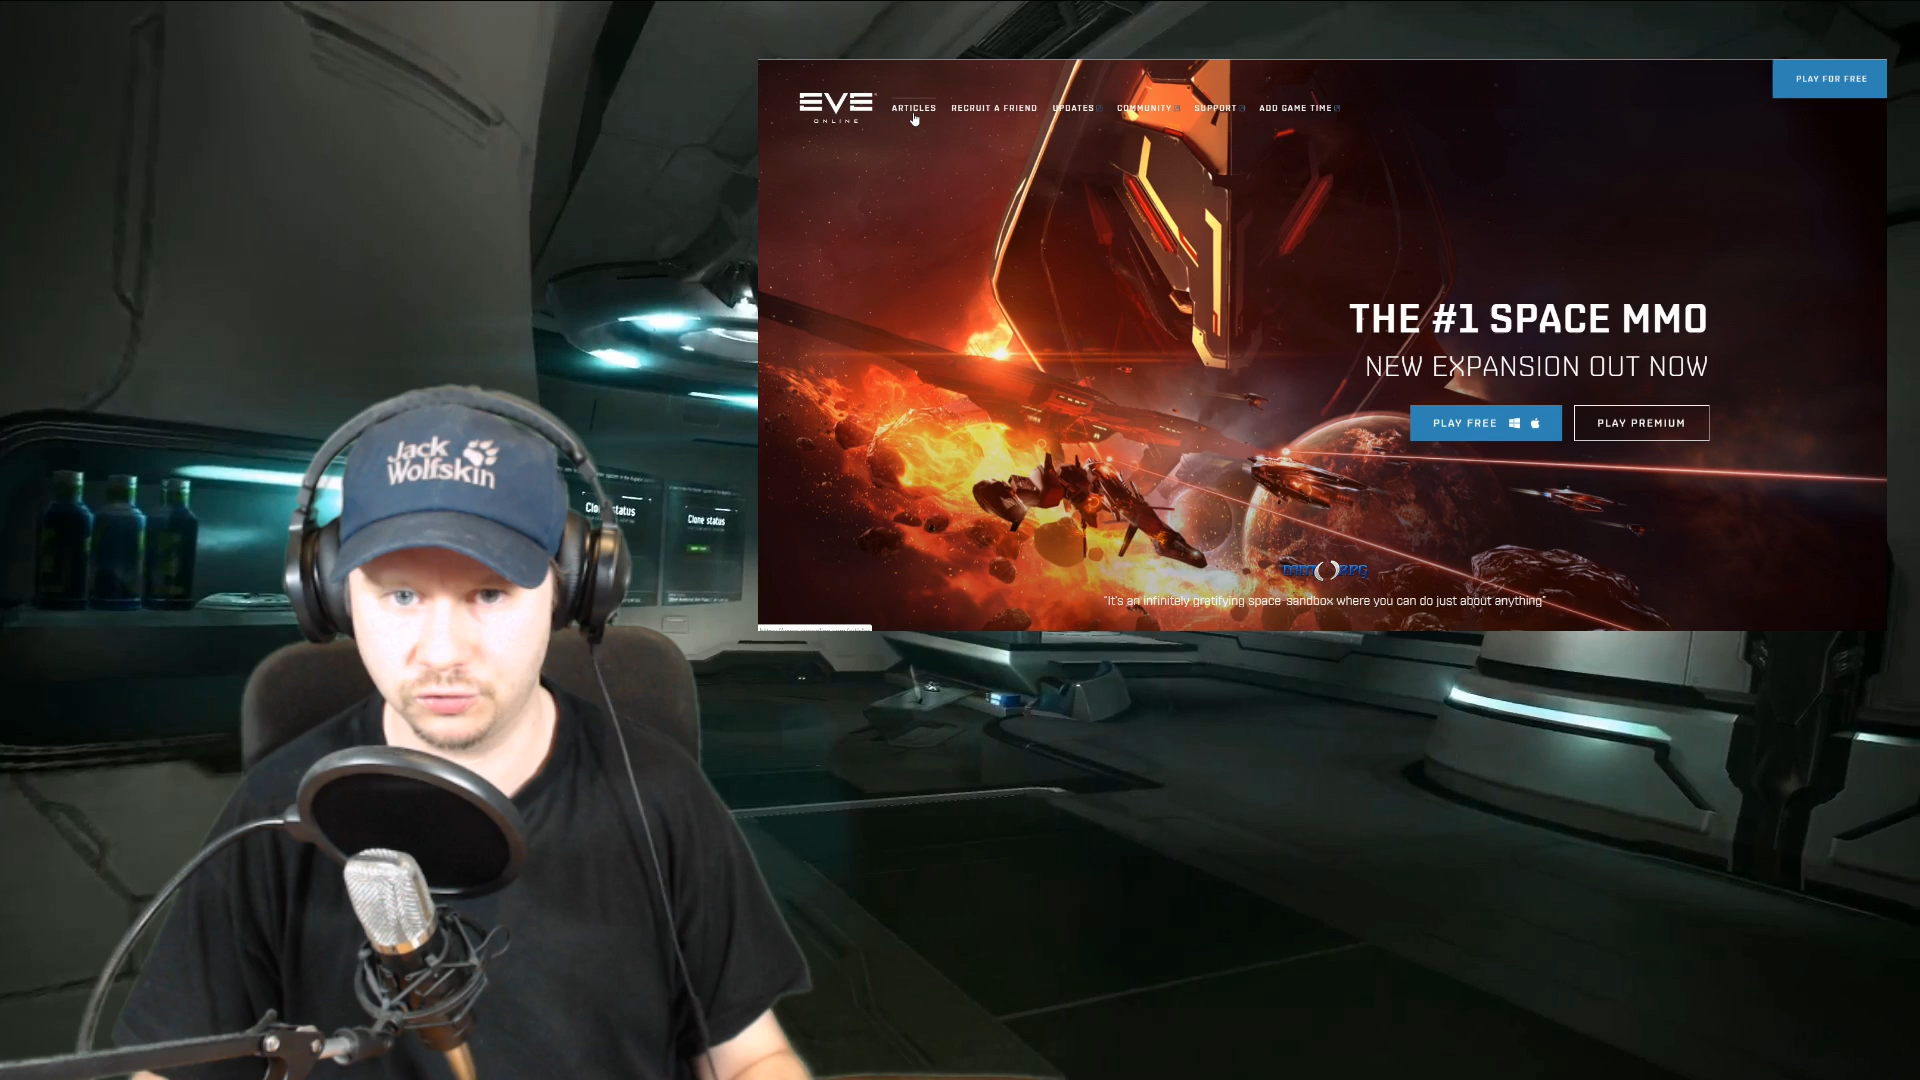 PLAY FOR FREE
EVE
ONLINE
ARTICLES RECRUIT A FRIEND UPDATES COMMUNITY SUPPORT ADD GAME TIME
THE #1 SPACE MMO
NEW EXPANSION OUT NOW
PLAY FREE PLAY PREMIUM
"It's an infinitely gratifying space sandbox where you can do just about anything"
Jack
Wolfskin
Clone status